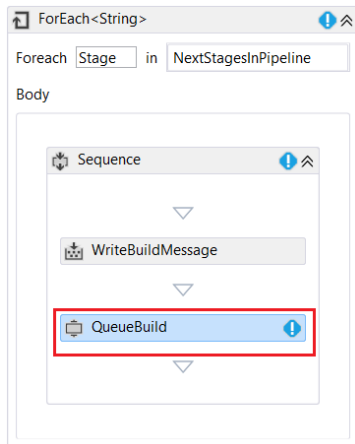 ForEach<String>
Foreach Stage in NextStagesInPipeline
Body
Sequence
WriteBuildMessage
QueueBuild